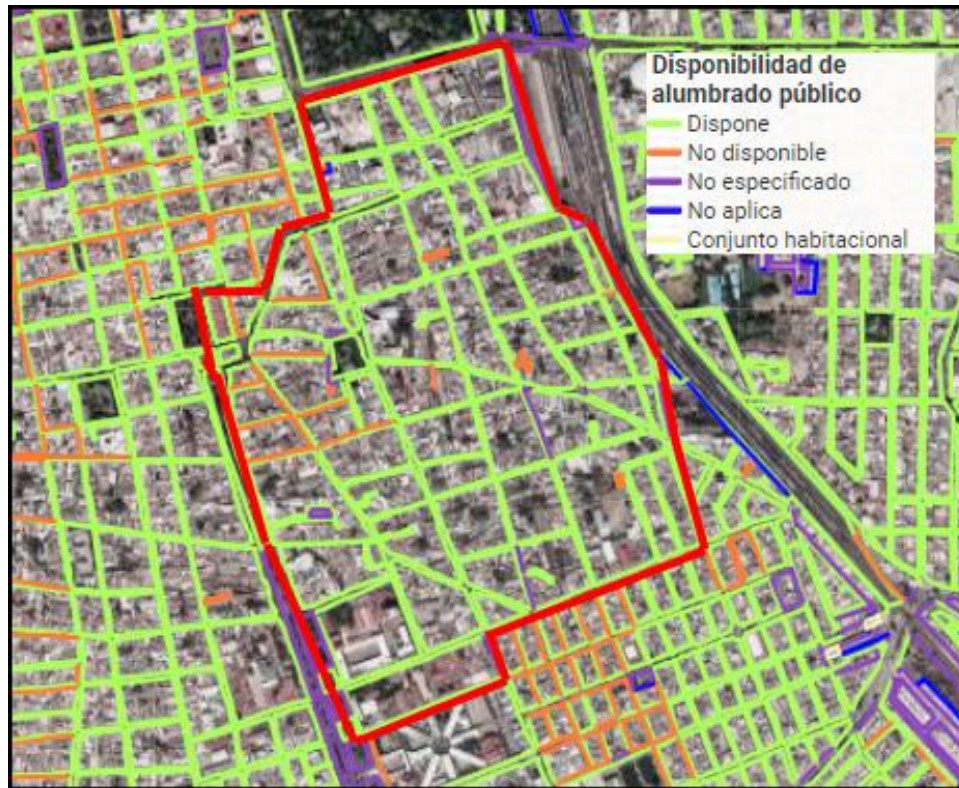 Disponibilidad de
alumbrado público
Dispone
No disponible
No especificado
No aplica
Conjunto habitacional